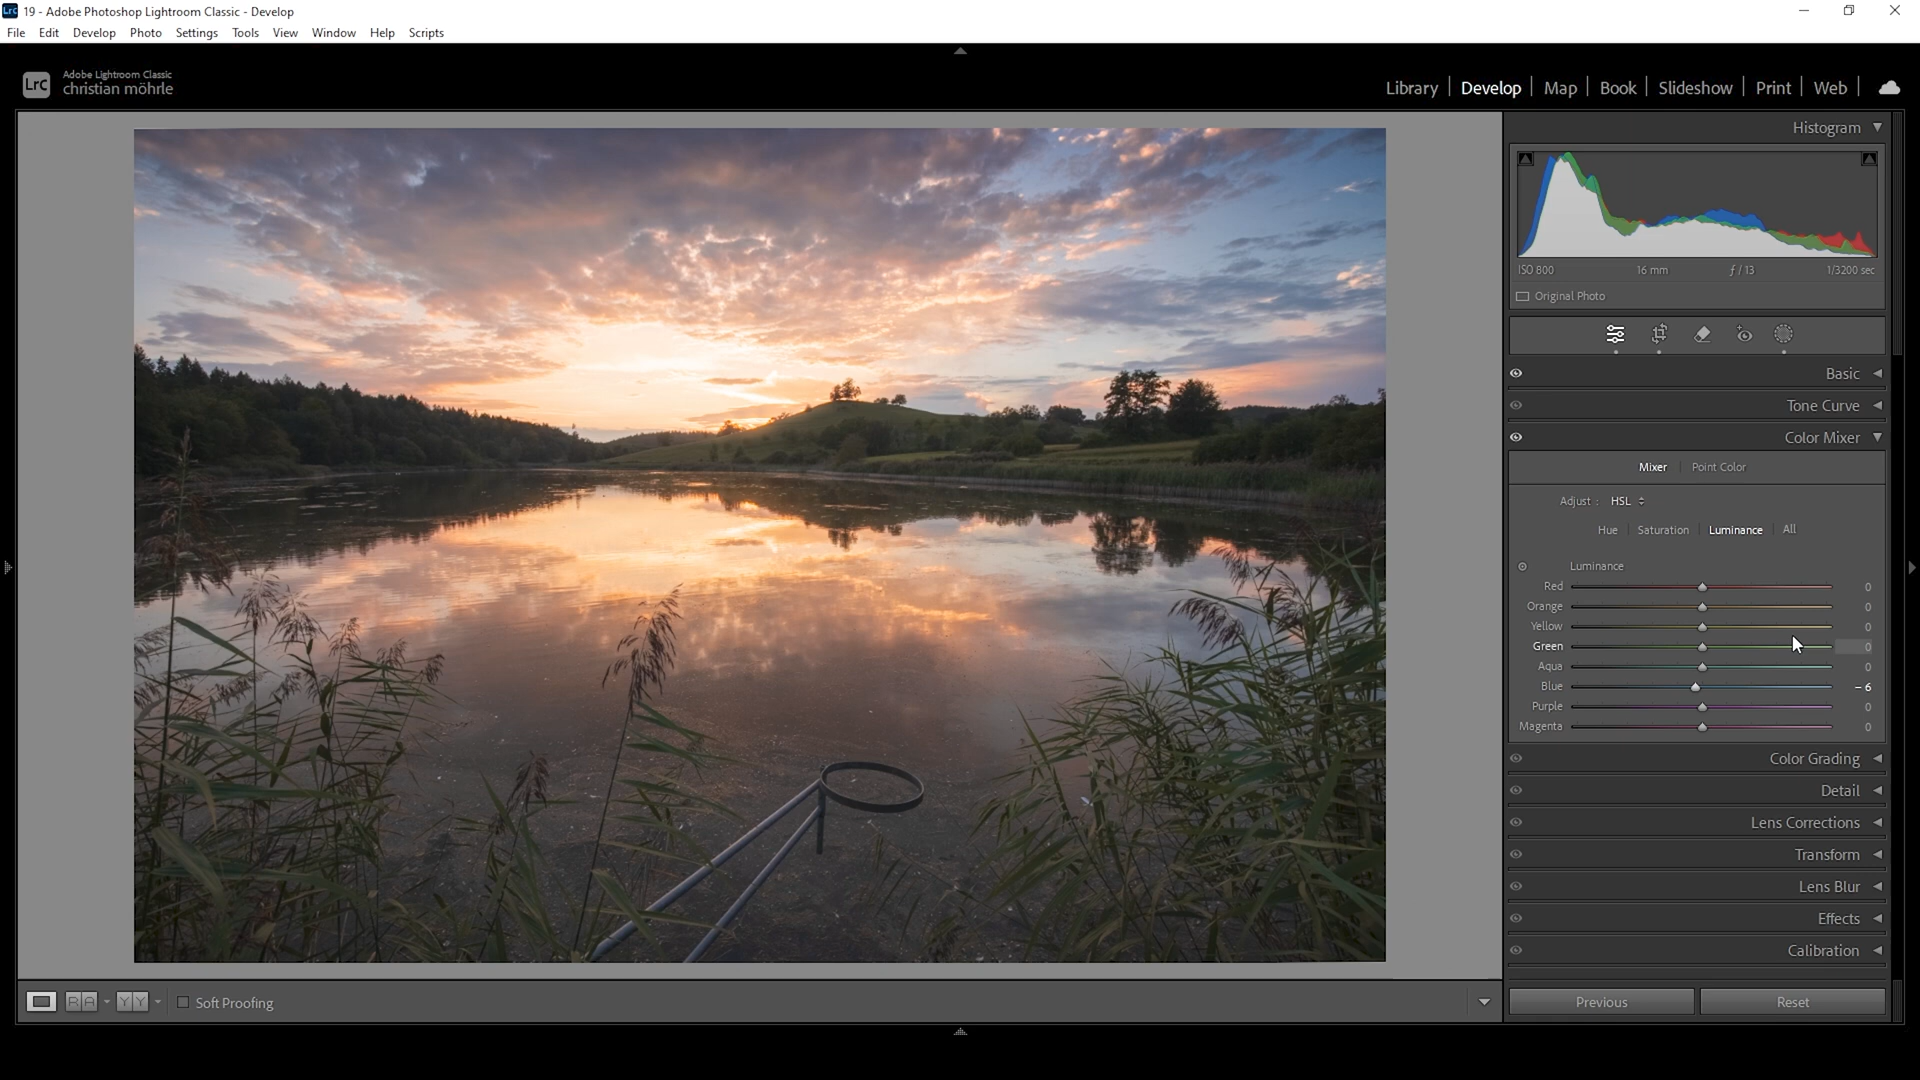 19 - Adobe Photoshop Lightroom Classic - Develop
File Edit Develop Photo Settings Tools View Window Help Scripts
LrC Adobe Lightroom Classic
christian möhrle
Library Develop Map Book Slideshow Print Web
Histogram
ISO 800 16 mm ƒ / 13 1/3200 sec
Original Photo
Basic
Tone Curve
Color Mixer
Mixer Point Color
Adjust : HSL
Hue Saturation Luminance All
Luminance
Red 0
Orange 0
Yellow 0
Green 0
Aqua 0
Blue – 6
Purple 0
Magenta 0
Color Grading
Detail
Lens Corrections
Transform
Lens Blur
Effects
Calibration
R A Y Y Soft Proofing
Previous Reset